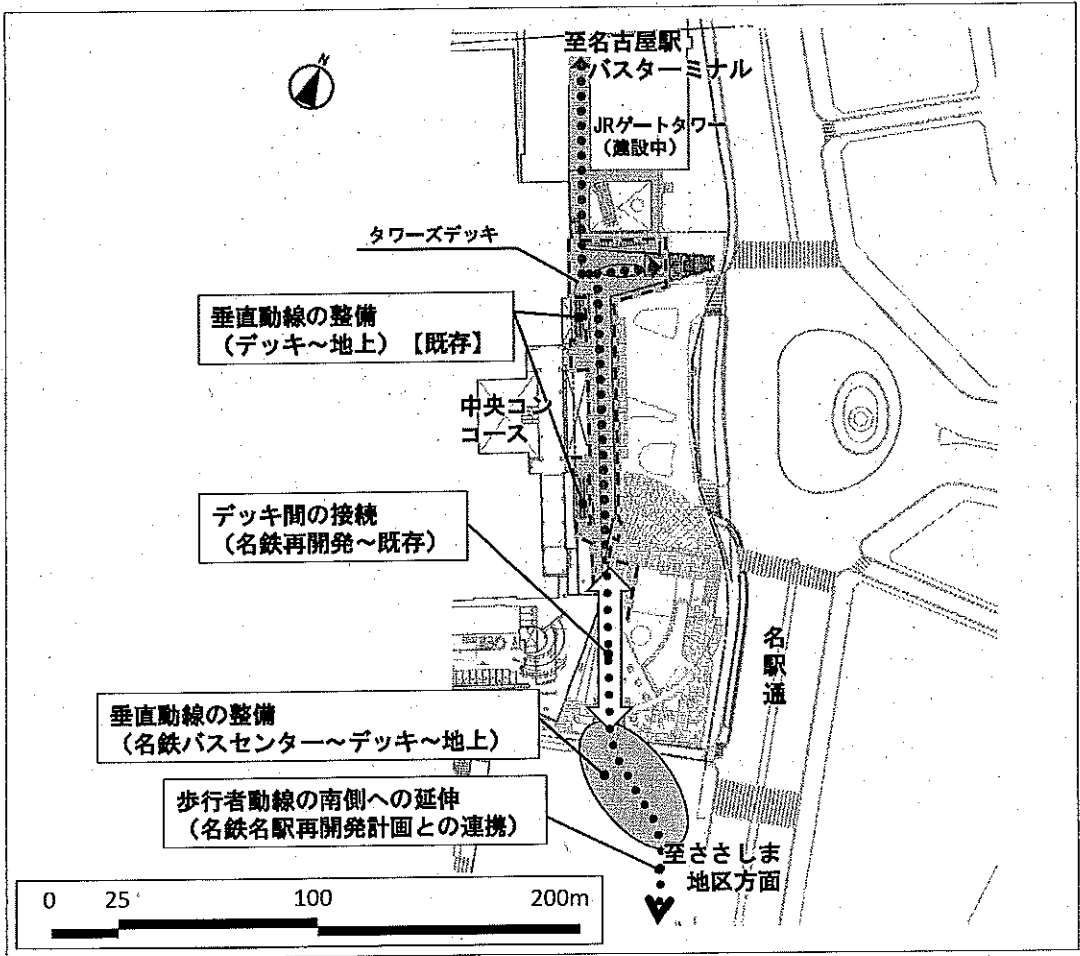 N
至名古屋駅
バスターミナル
JRゲートタワー
(建設中)
タワーズデッキ
垂直動線の整備
(デッキ~地上)【既存】
中央コン
コース
デッキ間の接続
(名鉄再開発~既存)
名駅通
垂直動線の整備
(名鉄バスセンター~デッキ~地上)
歩行者動線の南側への延伸
(名鉄名駅再開発計画との連携)
至ささしま
地区方面
0 25 100 200m